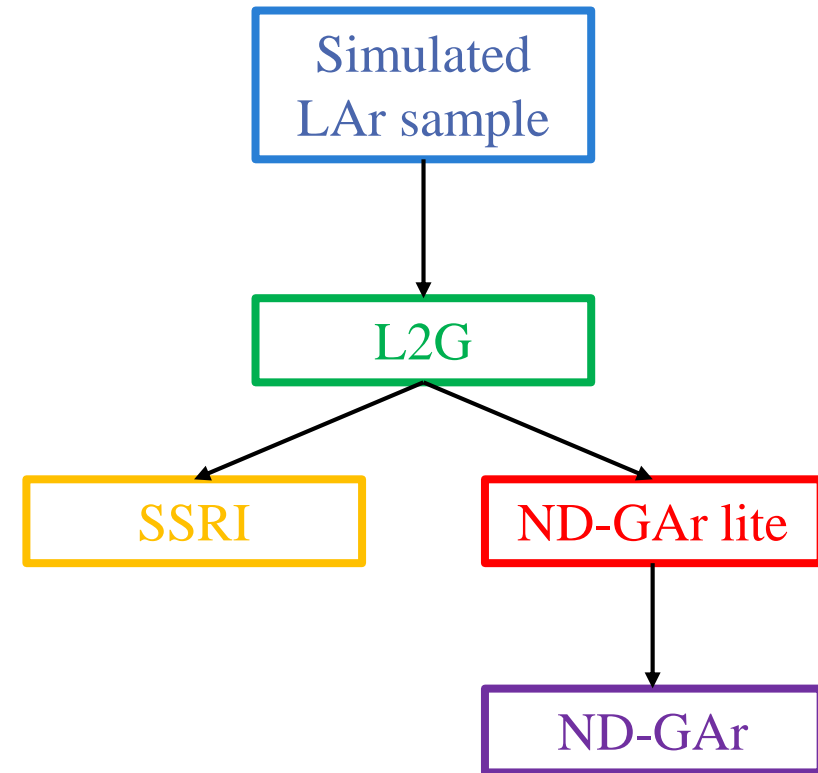 Simulated
LAr sample
L2G
SSRI
ND-GAr lite
ND-GAr